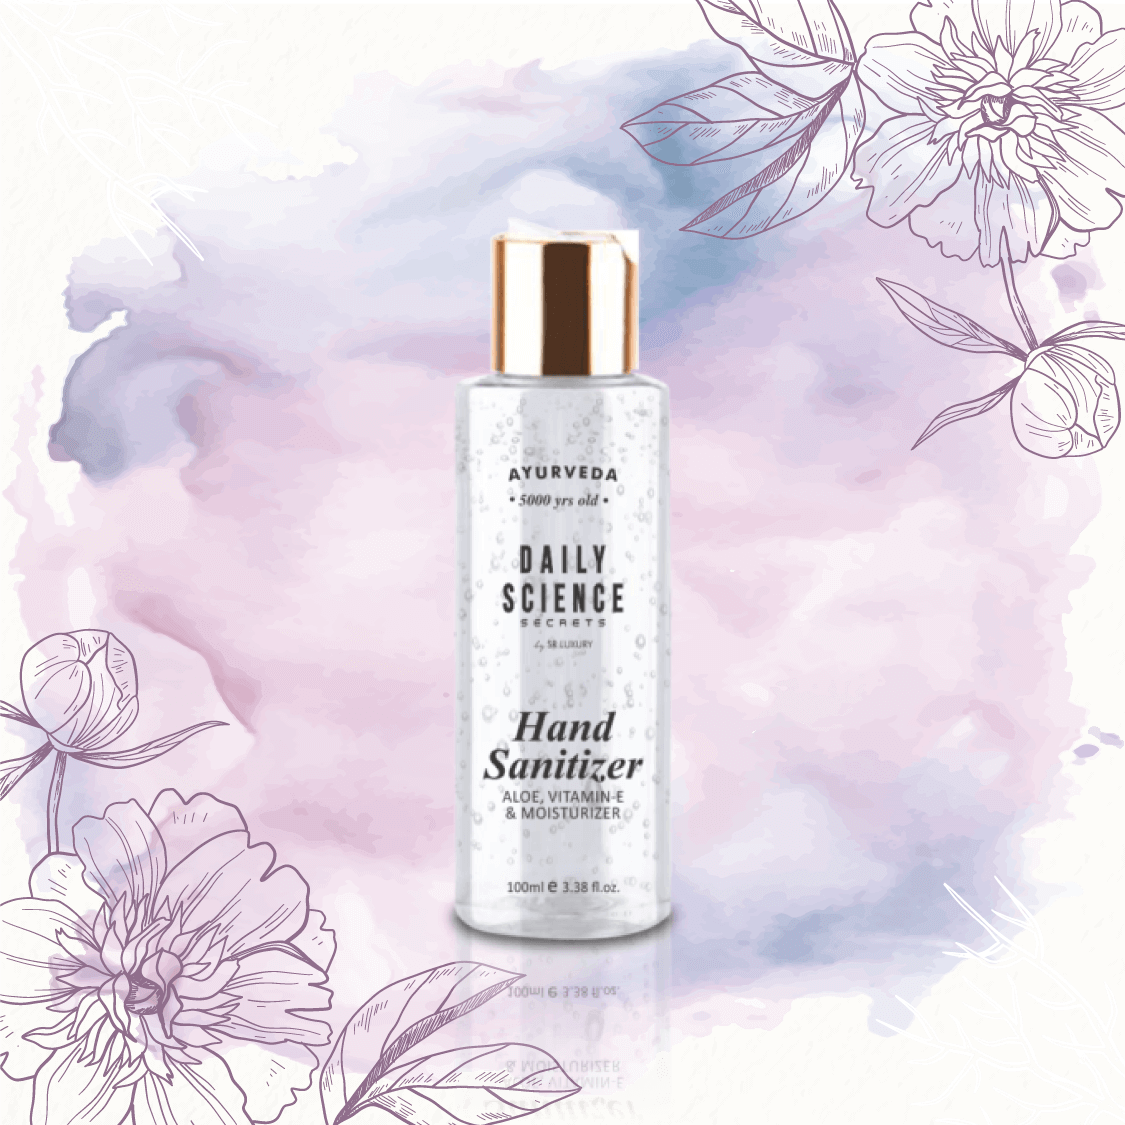 AYURVEDA
• 5000 yrs old •
DAILY
SCIENCE
SECRETS
by SR LUXURY
Hand
Sanitizer
ALOE, VITAMIN-E
& MOISTURIZER
100ml e 3.38 fl.oz.